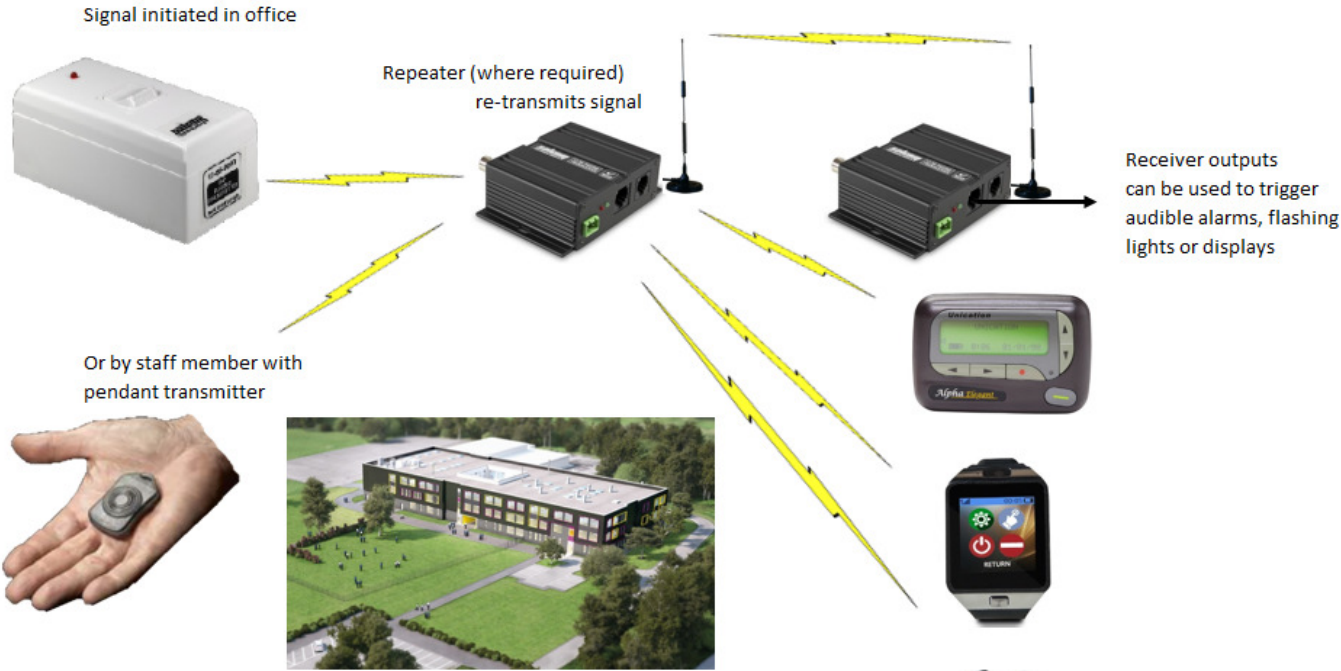 Signal initiated in office
Repeater (where required)
re-transmits signal
Receiver outputs
can be used to trigger
audible alarms, flashing
lights or displays
Or by staff member with
pendant transmitter
Unication
Alpha Elegant
RETURN